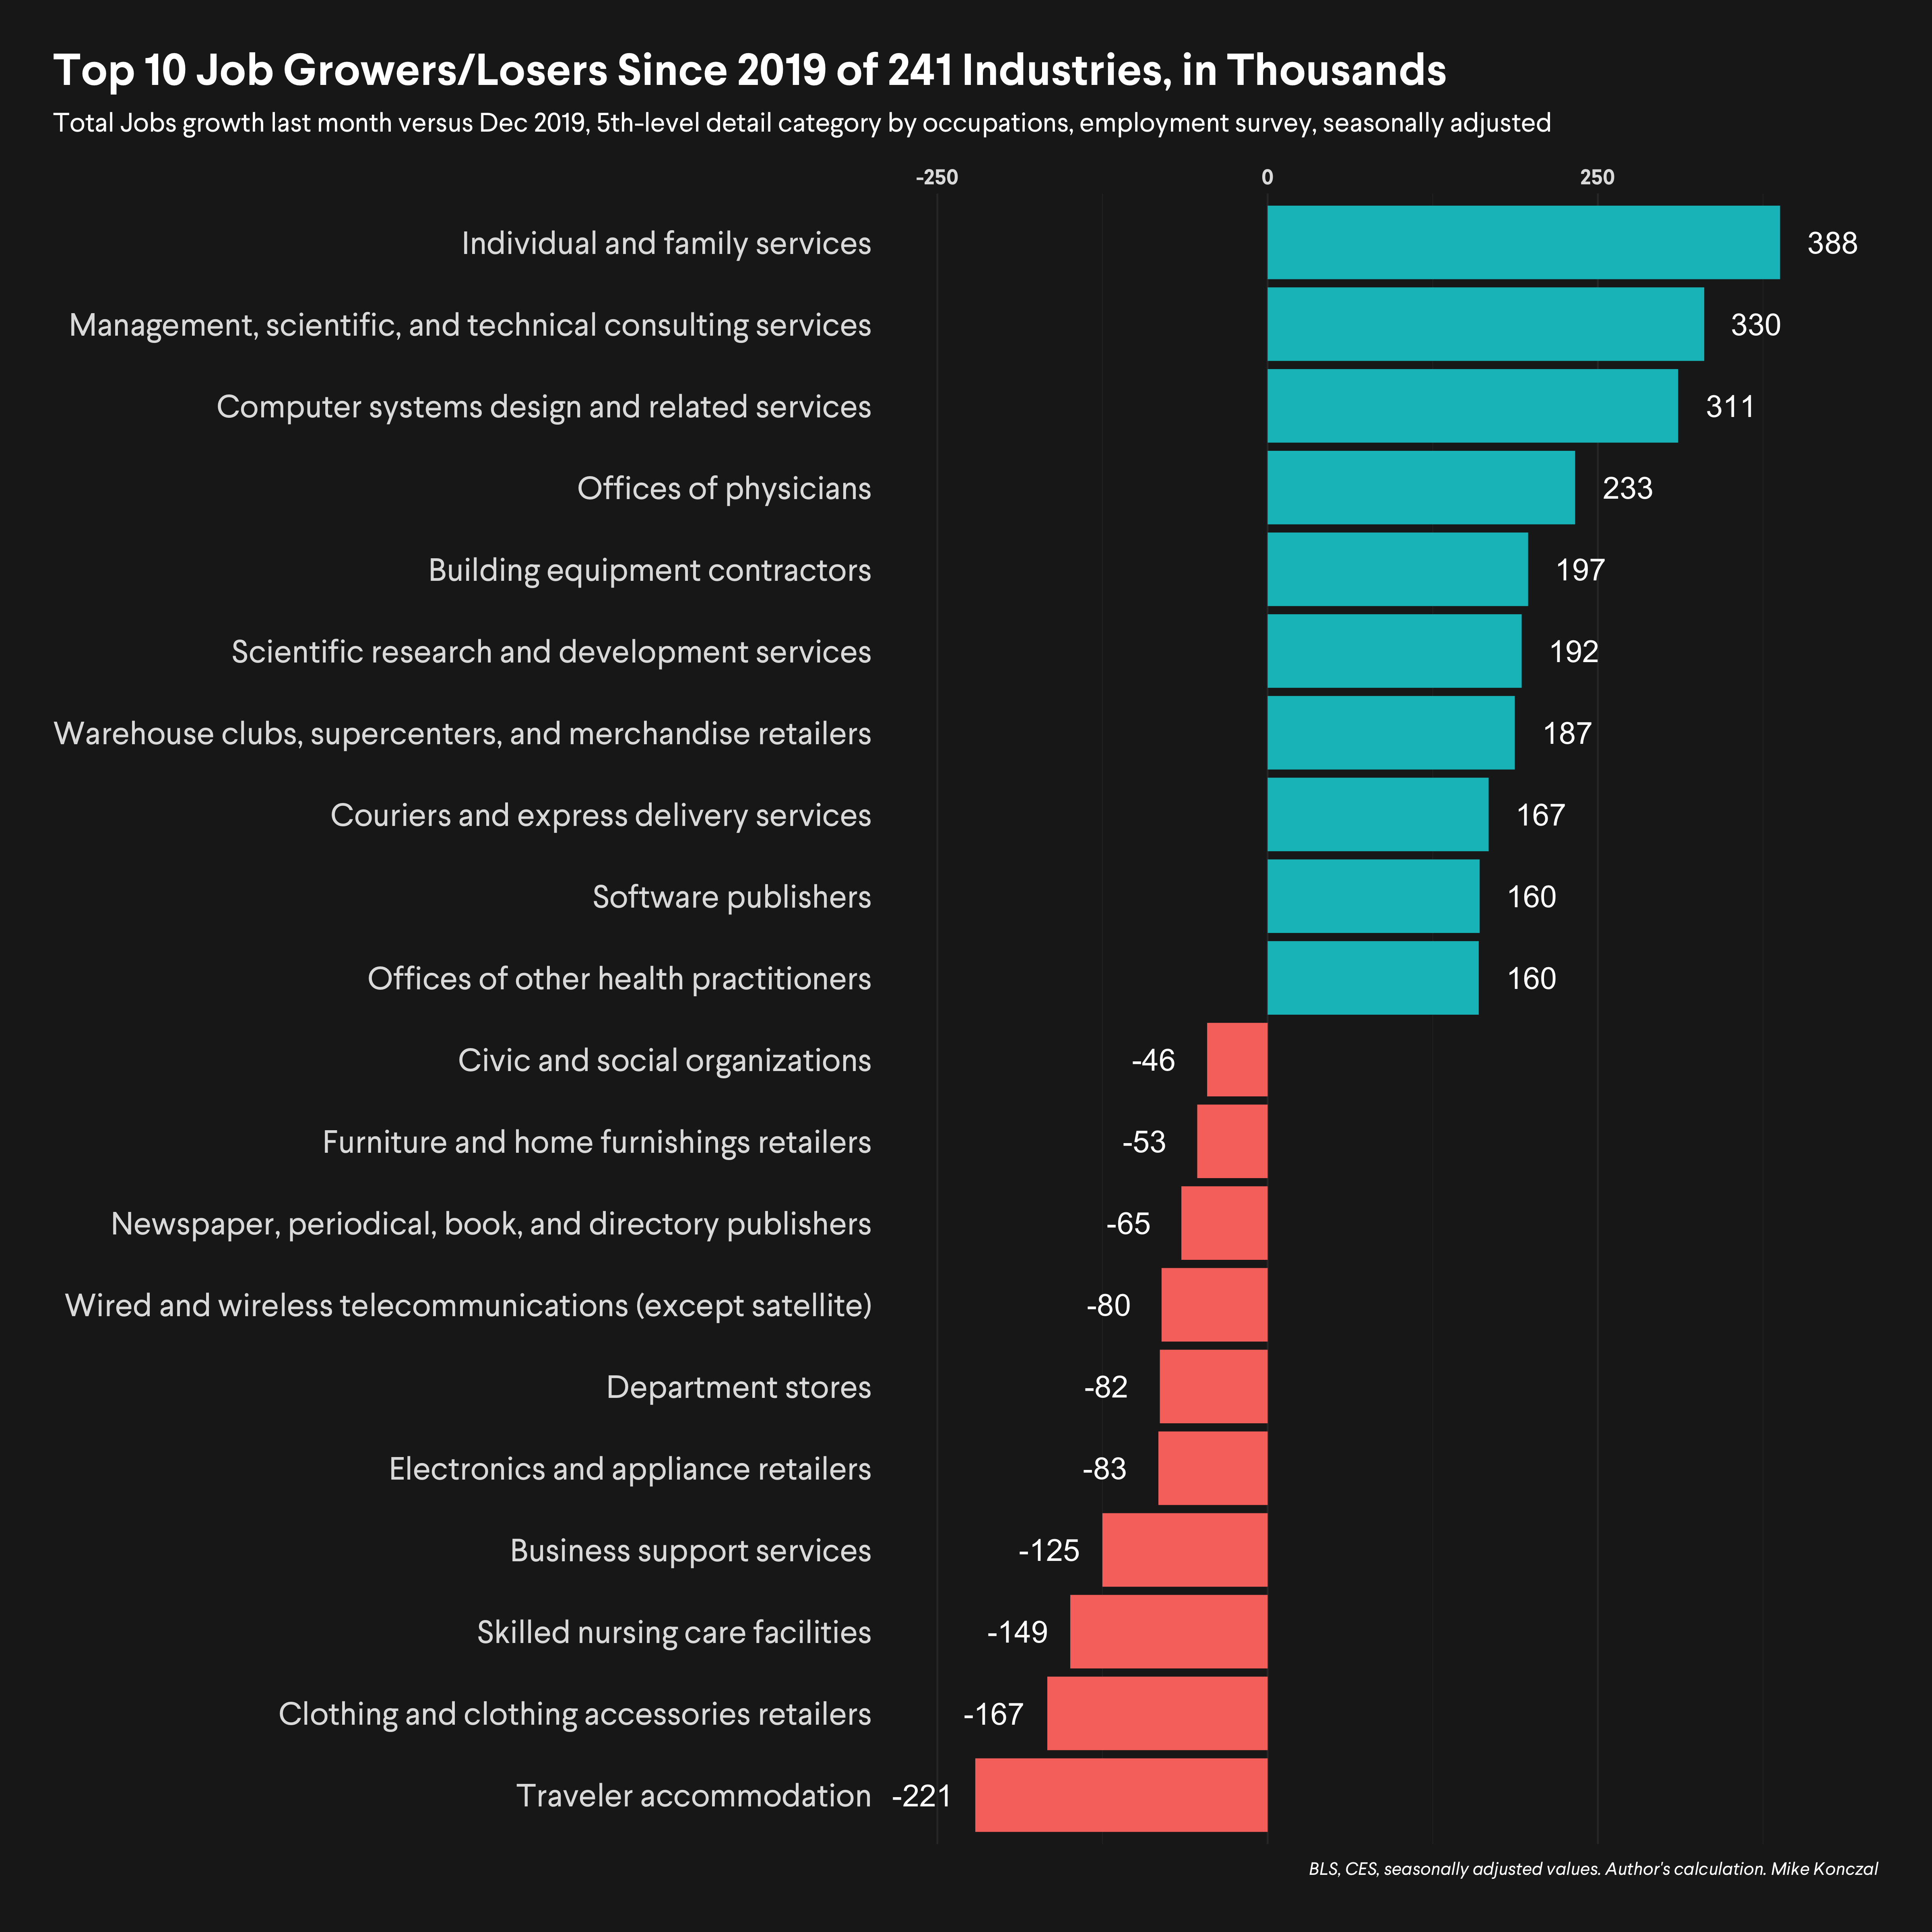 Top 10 Job Growers/Losers Since 2019 of 241 Industries, in Thousands
Total Jobs growth last month versus Dec 2019, 5th-level detail category by occupations, employment survey, seasonally adjusted
-250 0 250
Individual and family services 388
Management, scientific, and technical consulting services 330
Computer systems design and related services 311
Offices of physicians 233
Building equipment contractors 197
Scientific research and development services 192
Warehouse clubs, supercenters, and merchandise retailers 187
Couriers and express delivery services 167
Software publishers 160
Offices of other health practitioners 160
Civic and social organizations -46
Furniture and home furnishings retailers -53
Newspaper, periodical, book, and directory publishers -65
Wired and wireless telecommunications (except satellite) -80
Department stores -82
Electronics and appliance retailers -83
Business support services -125
Skilled nursing care facilities -149
Clothing and clothing accessories retailers -167
Traveler accommodation -221
BLS, CES, seasonally adjusted values. Author's calculation. Mike Konczal